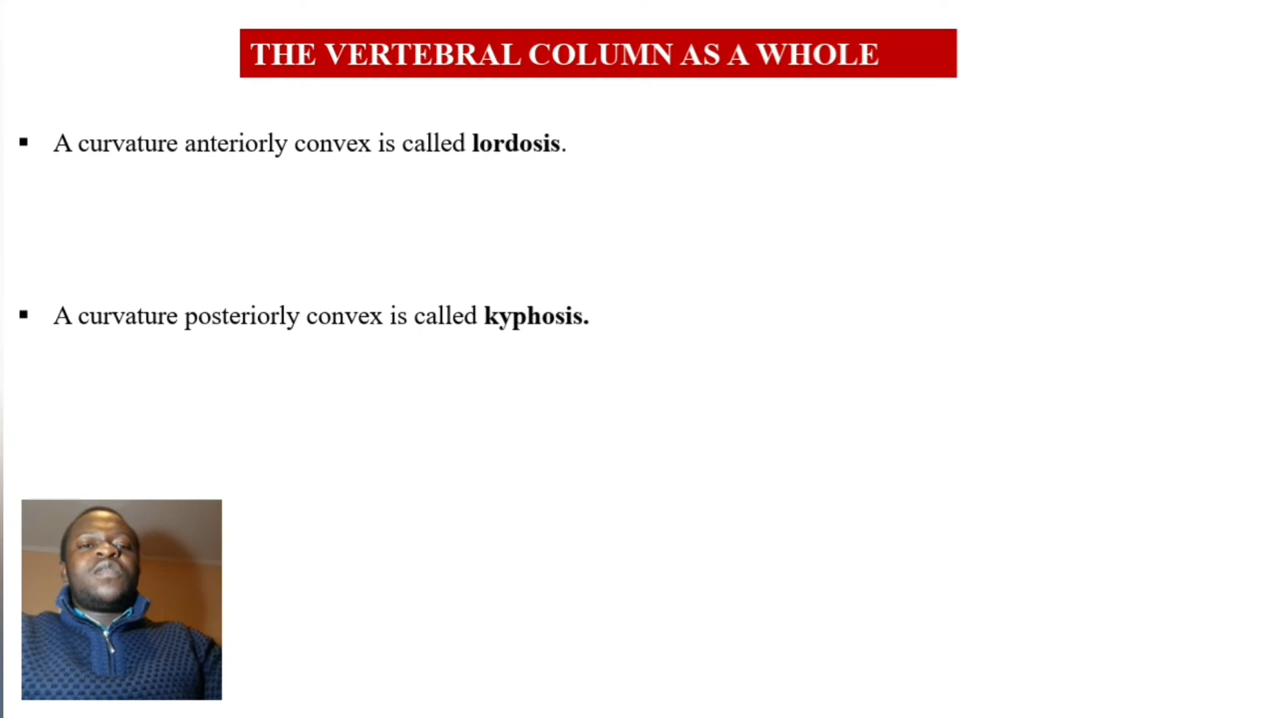 THE VERTEBRAL COLUMN AS A WHOLE
▪ A curvature anteriorly convex is called lordosis.
▪ A curvature posteriorly convex is called kyphosis.